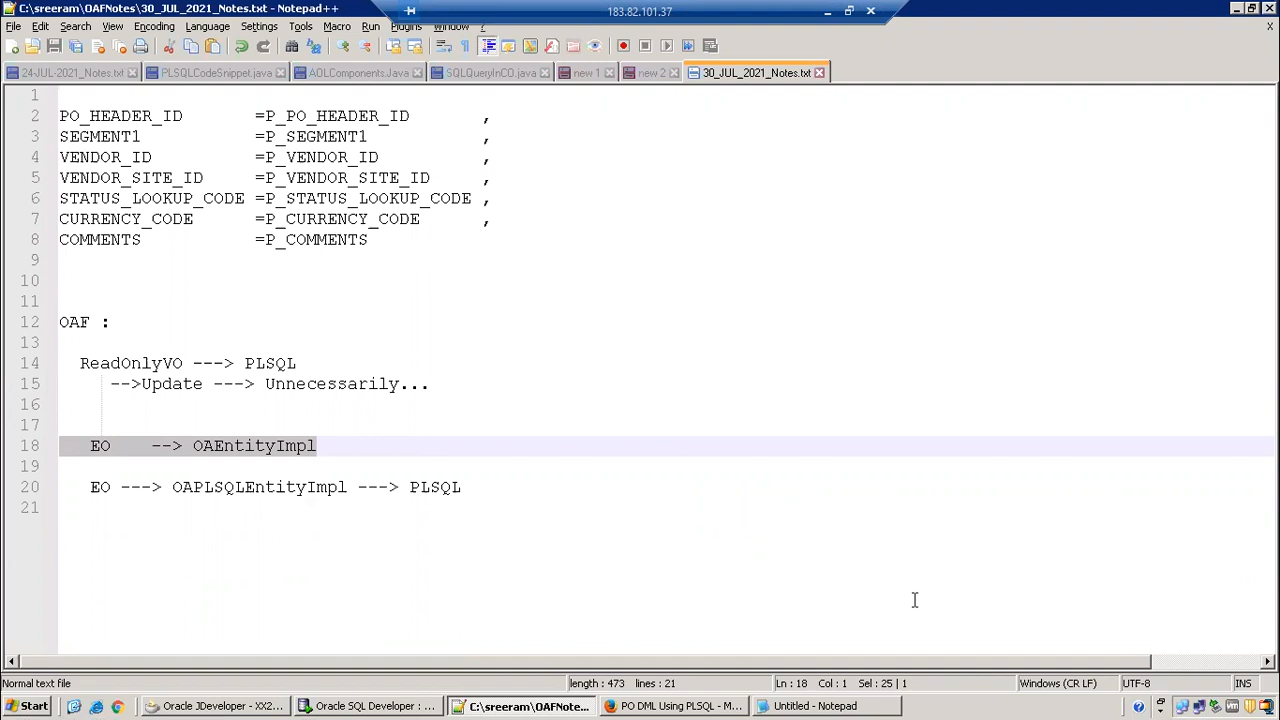 C:\sreeram\OAFNotes\30_JUL_2021_Notes.txt - Notepad++
183.82.101.37
File Edit Search View Encoding Language Settings Tools Macro Run Plugins Window ?
24-JUL-2021_Notes.txt PLSQLCodeSnippet.java AOLComponents.Java SQLQueryInCO.java new 1 new 2 30_JUL_2021_Notes.txt
1
2 PO_HEADER_ID =P_PO_HEADER_ID ,
3 SEGMENT1 =P_SEGMENT1 ,
4 VENDOR_ID =P_VENDOR_ID ,
5 VENDOR_SITE_ID =P_VENDOR_SITE_ID ,
6 STATUS_LOOKUP_CODE =P_STATUS_LOOKUP_CODE ,
7 CURRENCY_CODE =P_CURRENCY_CODE ,
8 COMMENTS =P_COMMENTS
9
10
11
12 OAF :
13
14 ReadOnlyVO ---> PLSQL
15 -->Update ---> Unnecessarily...
16
17
18 EO --> OAEntityImpl
19
20 EO ---> OAPLSQLEntityImpl ---> PLSQL
21
Normal text file length : 473 lines : 21 Ln : 18 Col : 1 Sel : 25 | 1 Windows (CR LF) UTF-8 INS
Start Oracle JDeveloper - XX2... Oracle SQL Developer : ... C:\sreeram\OAFNote... PO DML Using PLSQL - M... Untitled - Notepad